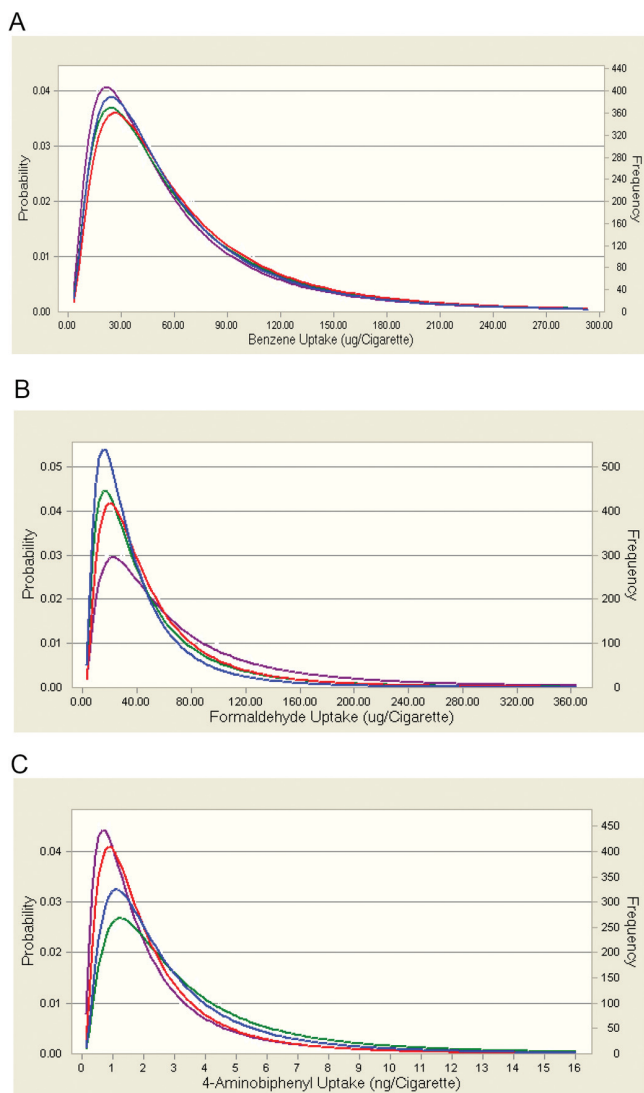 A
440
400
360
320
280
240
200
160
120
80
40
0
0.04
0.03
0.02
0.01
0.00
Probability
Frequency
0.00 30.00 60.00 90.00 120.00 150.00 180.00 210.00 240.00 270.00 300.00
Benzene Uptake (ug/Cigarette)
B
0.05
0.04
0.03
0.02
0.01
0.00
500
400
300
200
100
0
Probability
Frequency
0.00 40.00 80.00 120.00 160.00 200.00 240.00 280.00 320.00 360.00
Formaldehyde Uptake (ug/Cigarette)
C
0.04
0.03
0.02
0.01
0.00
450
400
350
300
250
200
150
100
50
0
Probability
Frequency
0 1 2 3 4 5 6 7 8 9 10 11 12 13 14 15 16
4-Aminobiphenyl Uptake (ng/Cigarette)